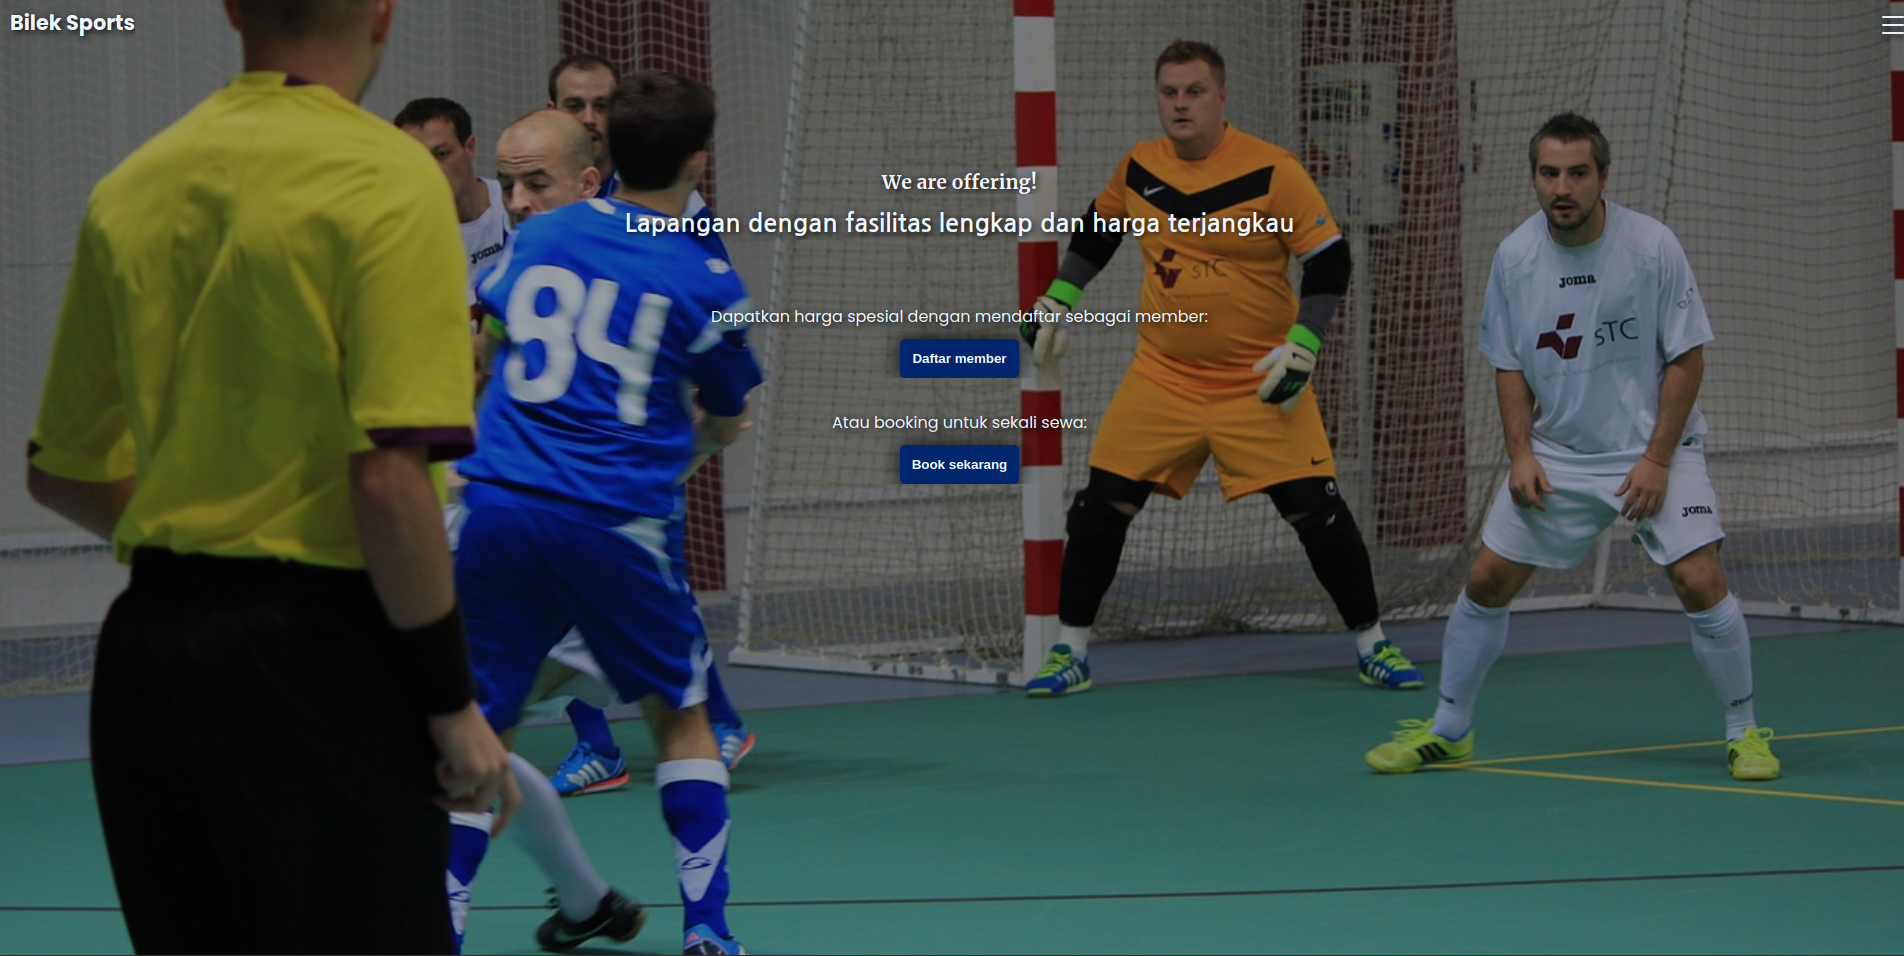 Bilek Sports
We are offering!
Lapangan dengan fasilitas lengkap dan harga terjangkau
Dapatkan harga spesial dengan mendaftar sebagai member:
Daftar member
Atau booking untuk sekali sewa:
Book sekarang
84
joma
sTC
joma
sTC
joma